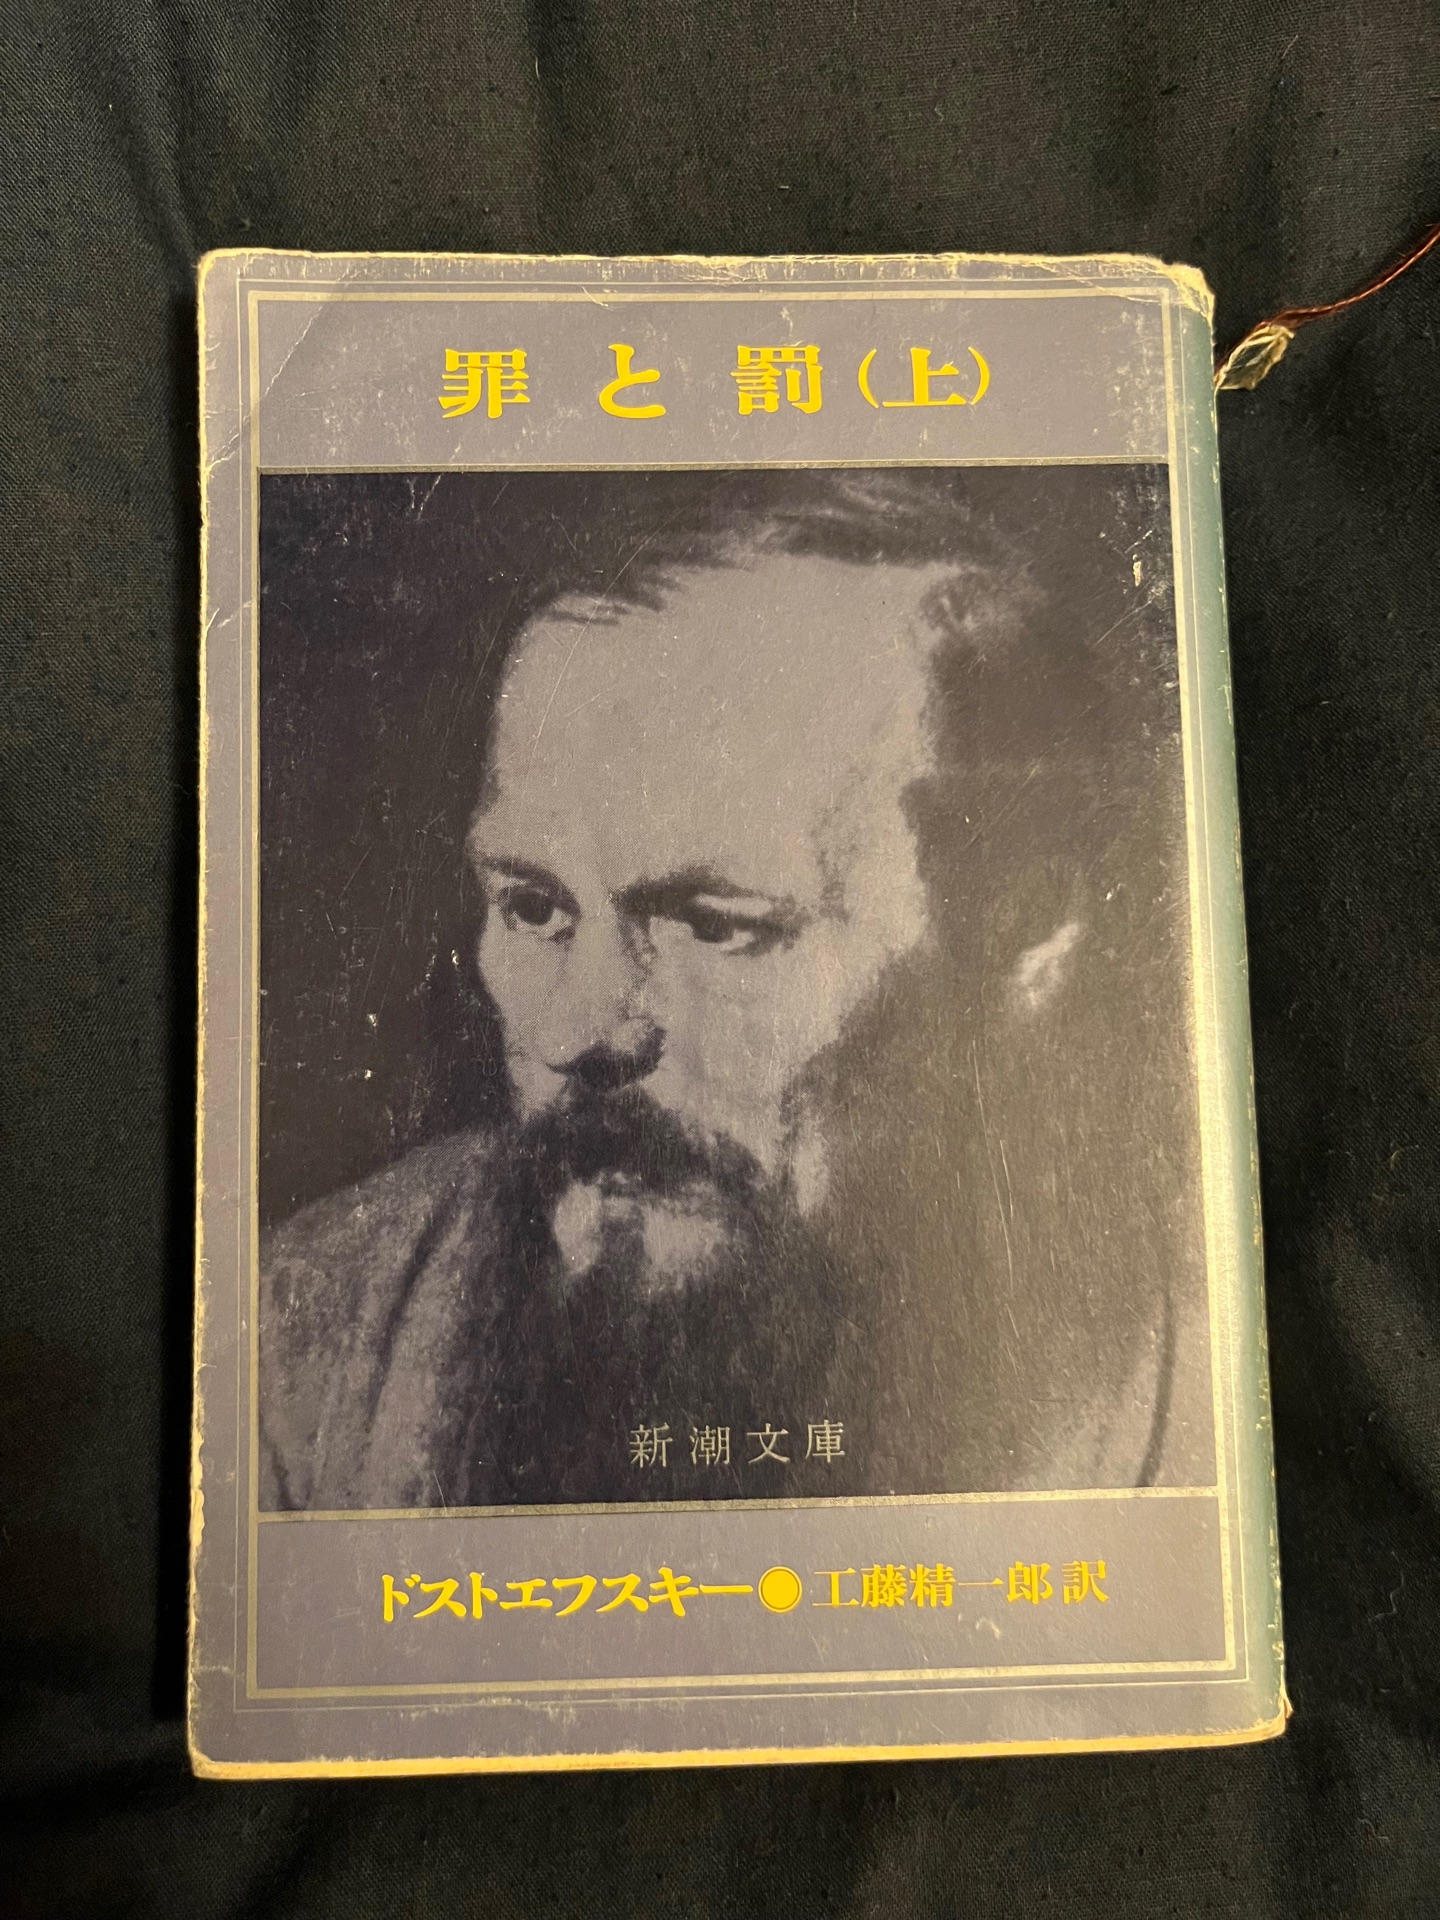 罪と罰(上)
新潮文庫
ドストエフスキー●工藤精一郎訳